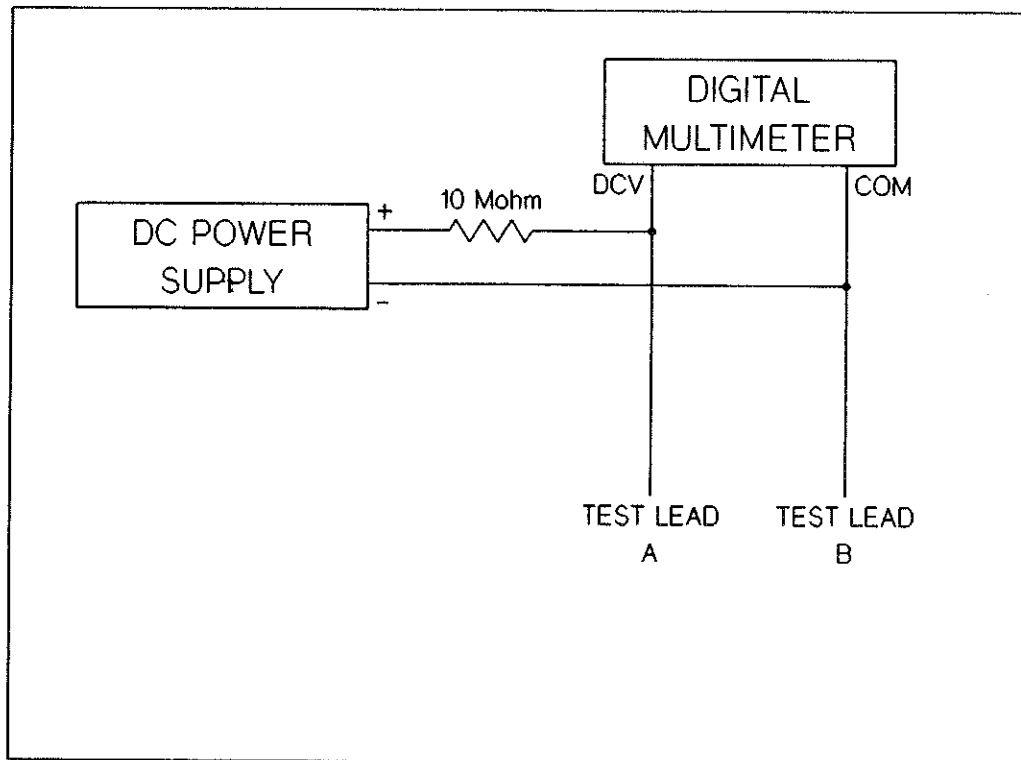 DIGITAL
MULTIMETER
DCV
COM
10 Mohm
+
DC POWER
SUPPLY
-
TEST LEAD
A
TEST LEAD
B